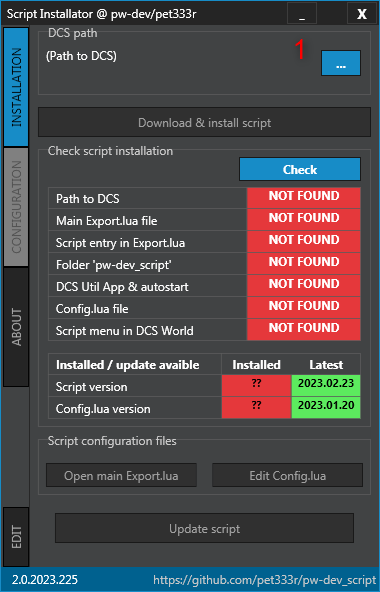 Script Installator @ pw-dev/pet333r _ X
INSTALLATION
CONFIGURATION
ABOUT
EDIT
DCS path
(Path to DCS)
1
...
Download & install script
Check script installation
Check
Path to DCS NOT FOUND
Main Export.lua file NOT FOUND
Script entry in Export.lua NOT FOUND
Folder 'pw-dev_script' NOT FOUND
DCS Util App & autostart NOT FOUND
Config.lua file NOT FOUND
Script menu in DCS World NOT FOUND
Installed / update avaible Installed Latest
Script version ?? 2023.02.23
Config.lua version ?? 2023.01.20
Script configuration files
Open main Export.lua Edit Config.lua
Update script
2.0.2023.225 https://github.com/pet333r/pw-dev_script